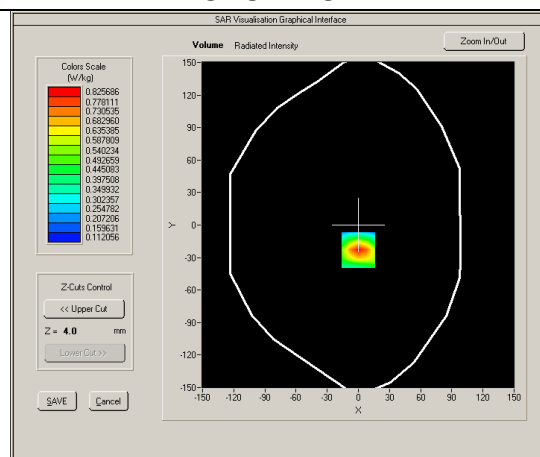 SAR Visualisation Graphical Interface
Volume Radiated Intensity
Zoom In/Out
Colors Scale
(W/kg)
0.825686
0.778111
0.730535
0.682960
0.635385
0.587809
0.540234
0.492659
0.445083
0.397508
0.349932
0.302357
0.254782
0.207206
0.159631
0.112056
Z-Cuts Control
<< Upper Cut
Z = 4.0 mm
Lower Cut >>
SAVE Cancel
150
120
90
60
30
0
-30
-60
-90
-120
-150
Y
-150 -120 -90 -60 -30 0 30 60 90 120 150
X